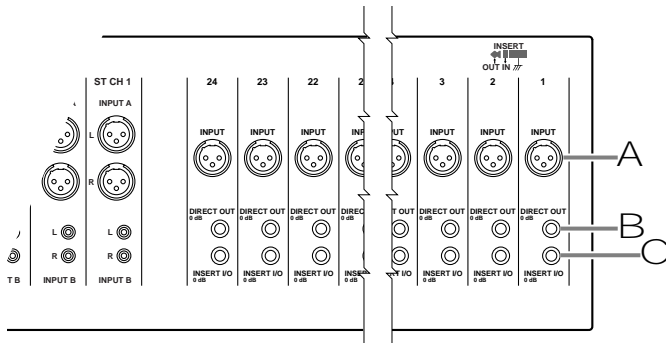 INSERT
OUT IN
ST CH 1 24 23 22 3 2 1
INPUT A INPUT INPUT INPUT INPUT INPUT INPUT
A
L
R
DIRECT OUT DIRECT OUT DIRECT OUT DIRECT OUT DIRECT OUT DIRECT OUT
0 dB 0 dB 0 dB 0 dB 0 dB 0 dB
B
L L
R R
C
INPUT B INPUT B INSERT I/O INSERT I/O INSERT I/O INSERT I/O INSERT I/O INSERT I/O
0 dB 0 dB 0 dB 0 dB 0 dB 0 dB